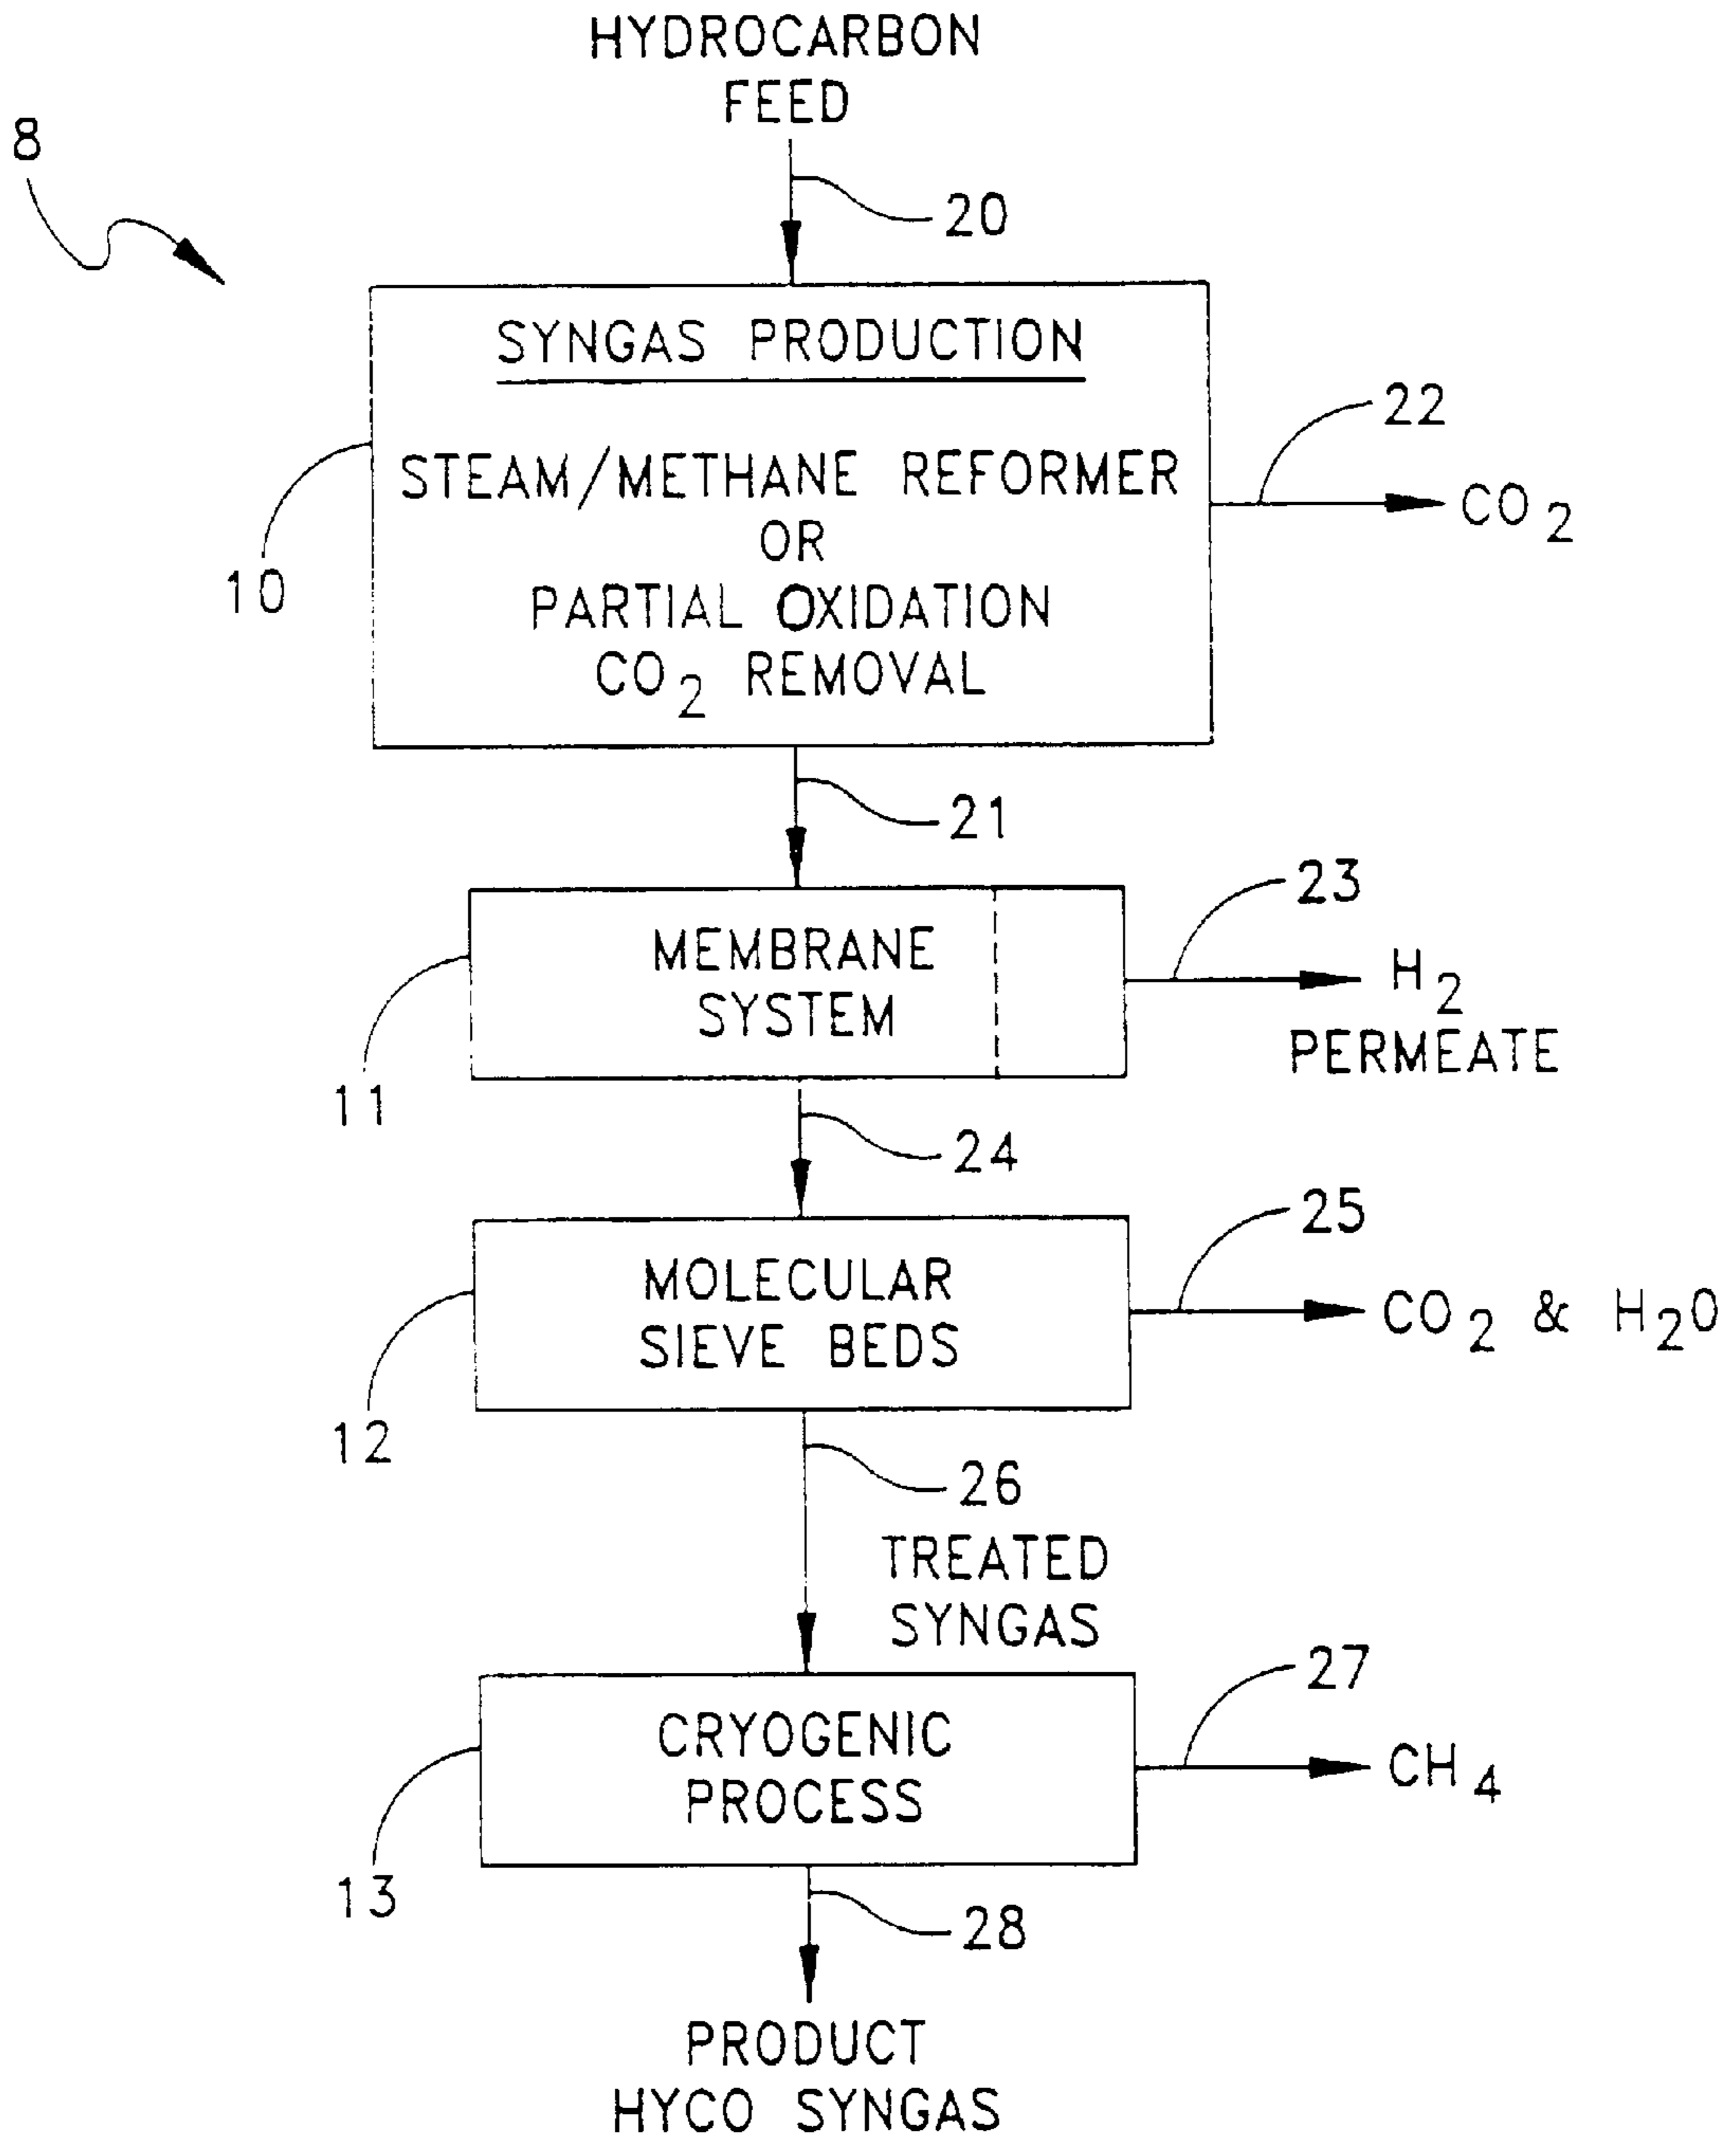 HYDROCARBON
FEED
8
20
SYNGAS PRODUCTION
22
STEAM/METHANE REFORMER
CO2
OR
10
PARTIAL OXIDATION
CO2 REMOVAL
21
23
MEMBRANE
SYSTEM
H2
PERMEATE
11
24
25
MOLECULAR
SIEVE BEDS
CO2 & H2O
12
26
TREATED
SYNGAS
27
CRYOGENIC
PROCESS
CH4
13
28
PRODUCT
HYCO SYNGAS